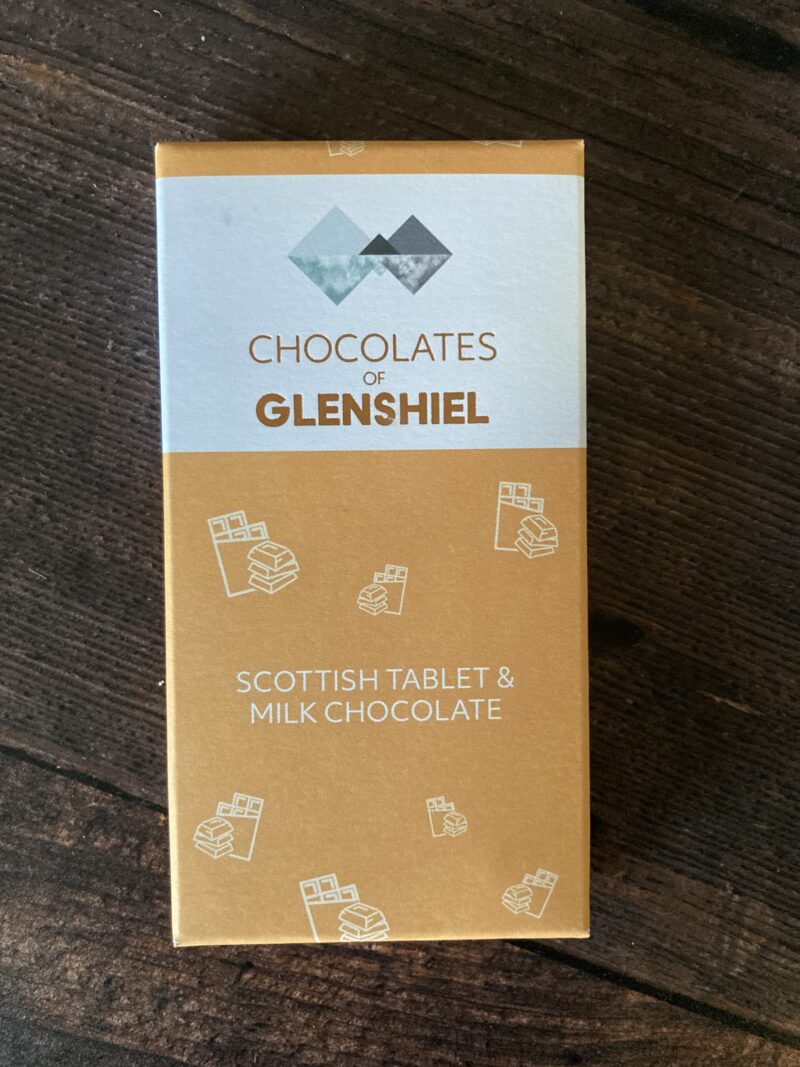 CHOCOLATES
OF
GLENSHIEL
SCOTTISH TABLET &
MILK CHOCOLATE